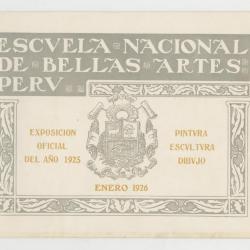 ESCVELA NACIONAL
DE BELLAS ARTES
PERV
EXPOSICION
OFICIAL
DEL AÑO 1925
PINTVRA
ESCVLTVRA
DIBVJO
ENERO 1926